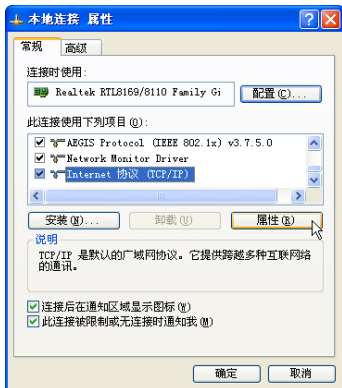 本地连接 属性
常规 高级
连接时使用:
Realtek RTL8169/8110 Family Gi 配置(C)...
此连接使用下列项目(O):
AEGIS Protocol (IEEE 802.1x) v3.7.5.0
Network Monitor Driver
Internet 协议 (TCP/IP)
安装(N)... 卸载(U) 属性(R)
说明
TCP/IP 是默认的广域网协议。它提供跨越多种互联网络
的通讯。
连接后在通知区域显示图标(W)
此连接被限制或无连接时通知我(M)
确定 取消